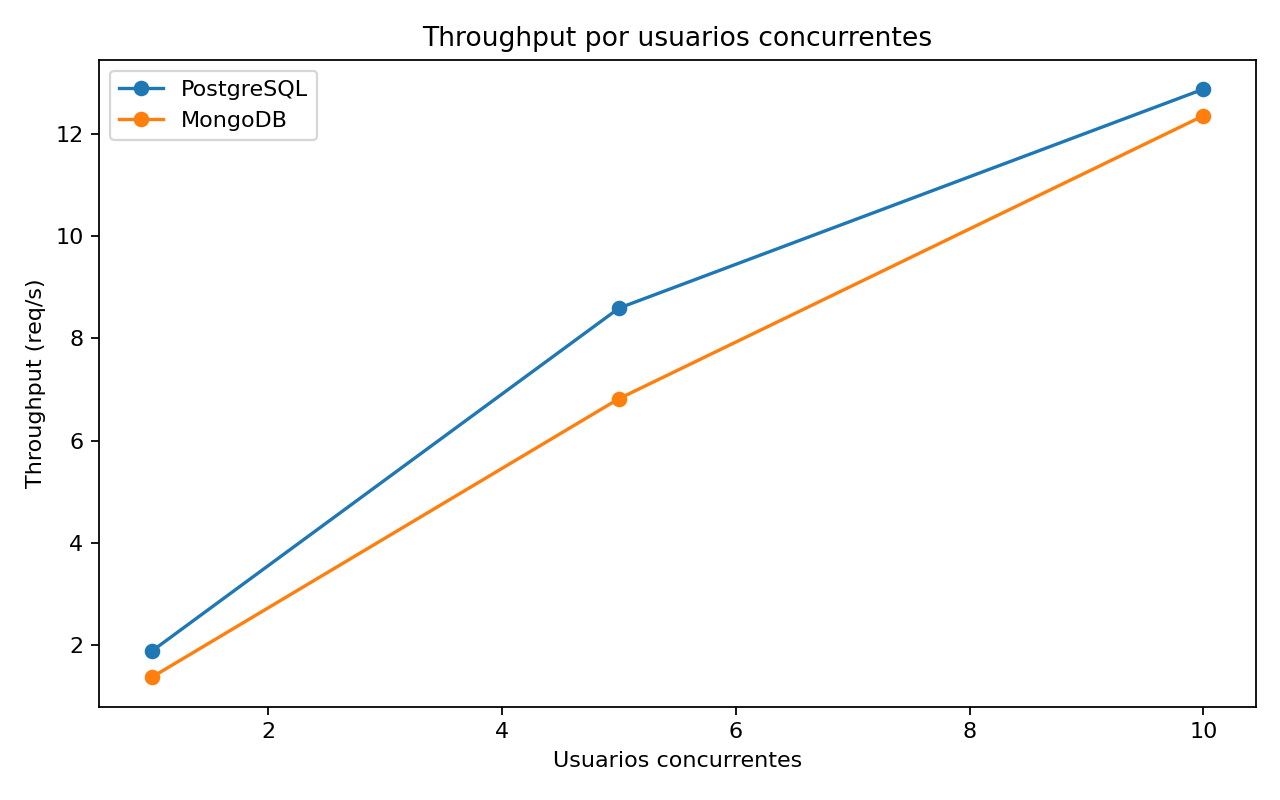 Throughput por usuarios concurrentes
PostgreSQL
MongoDB
Throughput (req/s)
12
10
8
6
4
2
2
4
6
8
10
Usuarios concurrentes